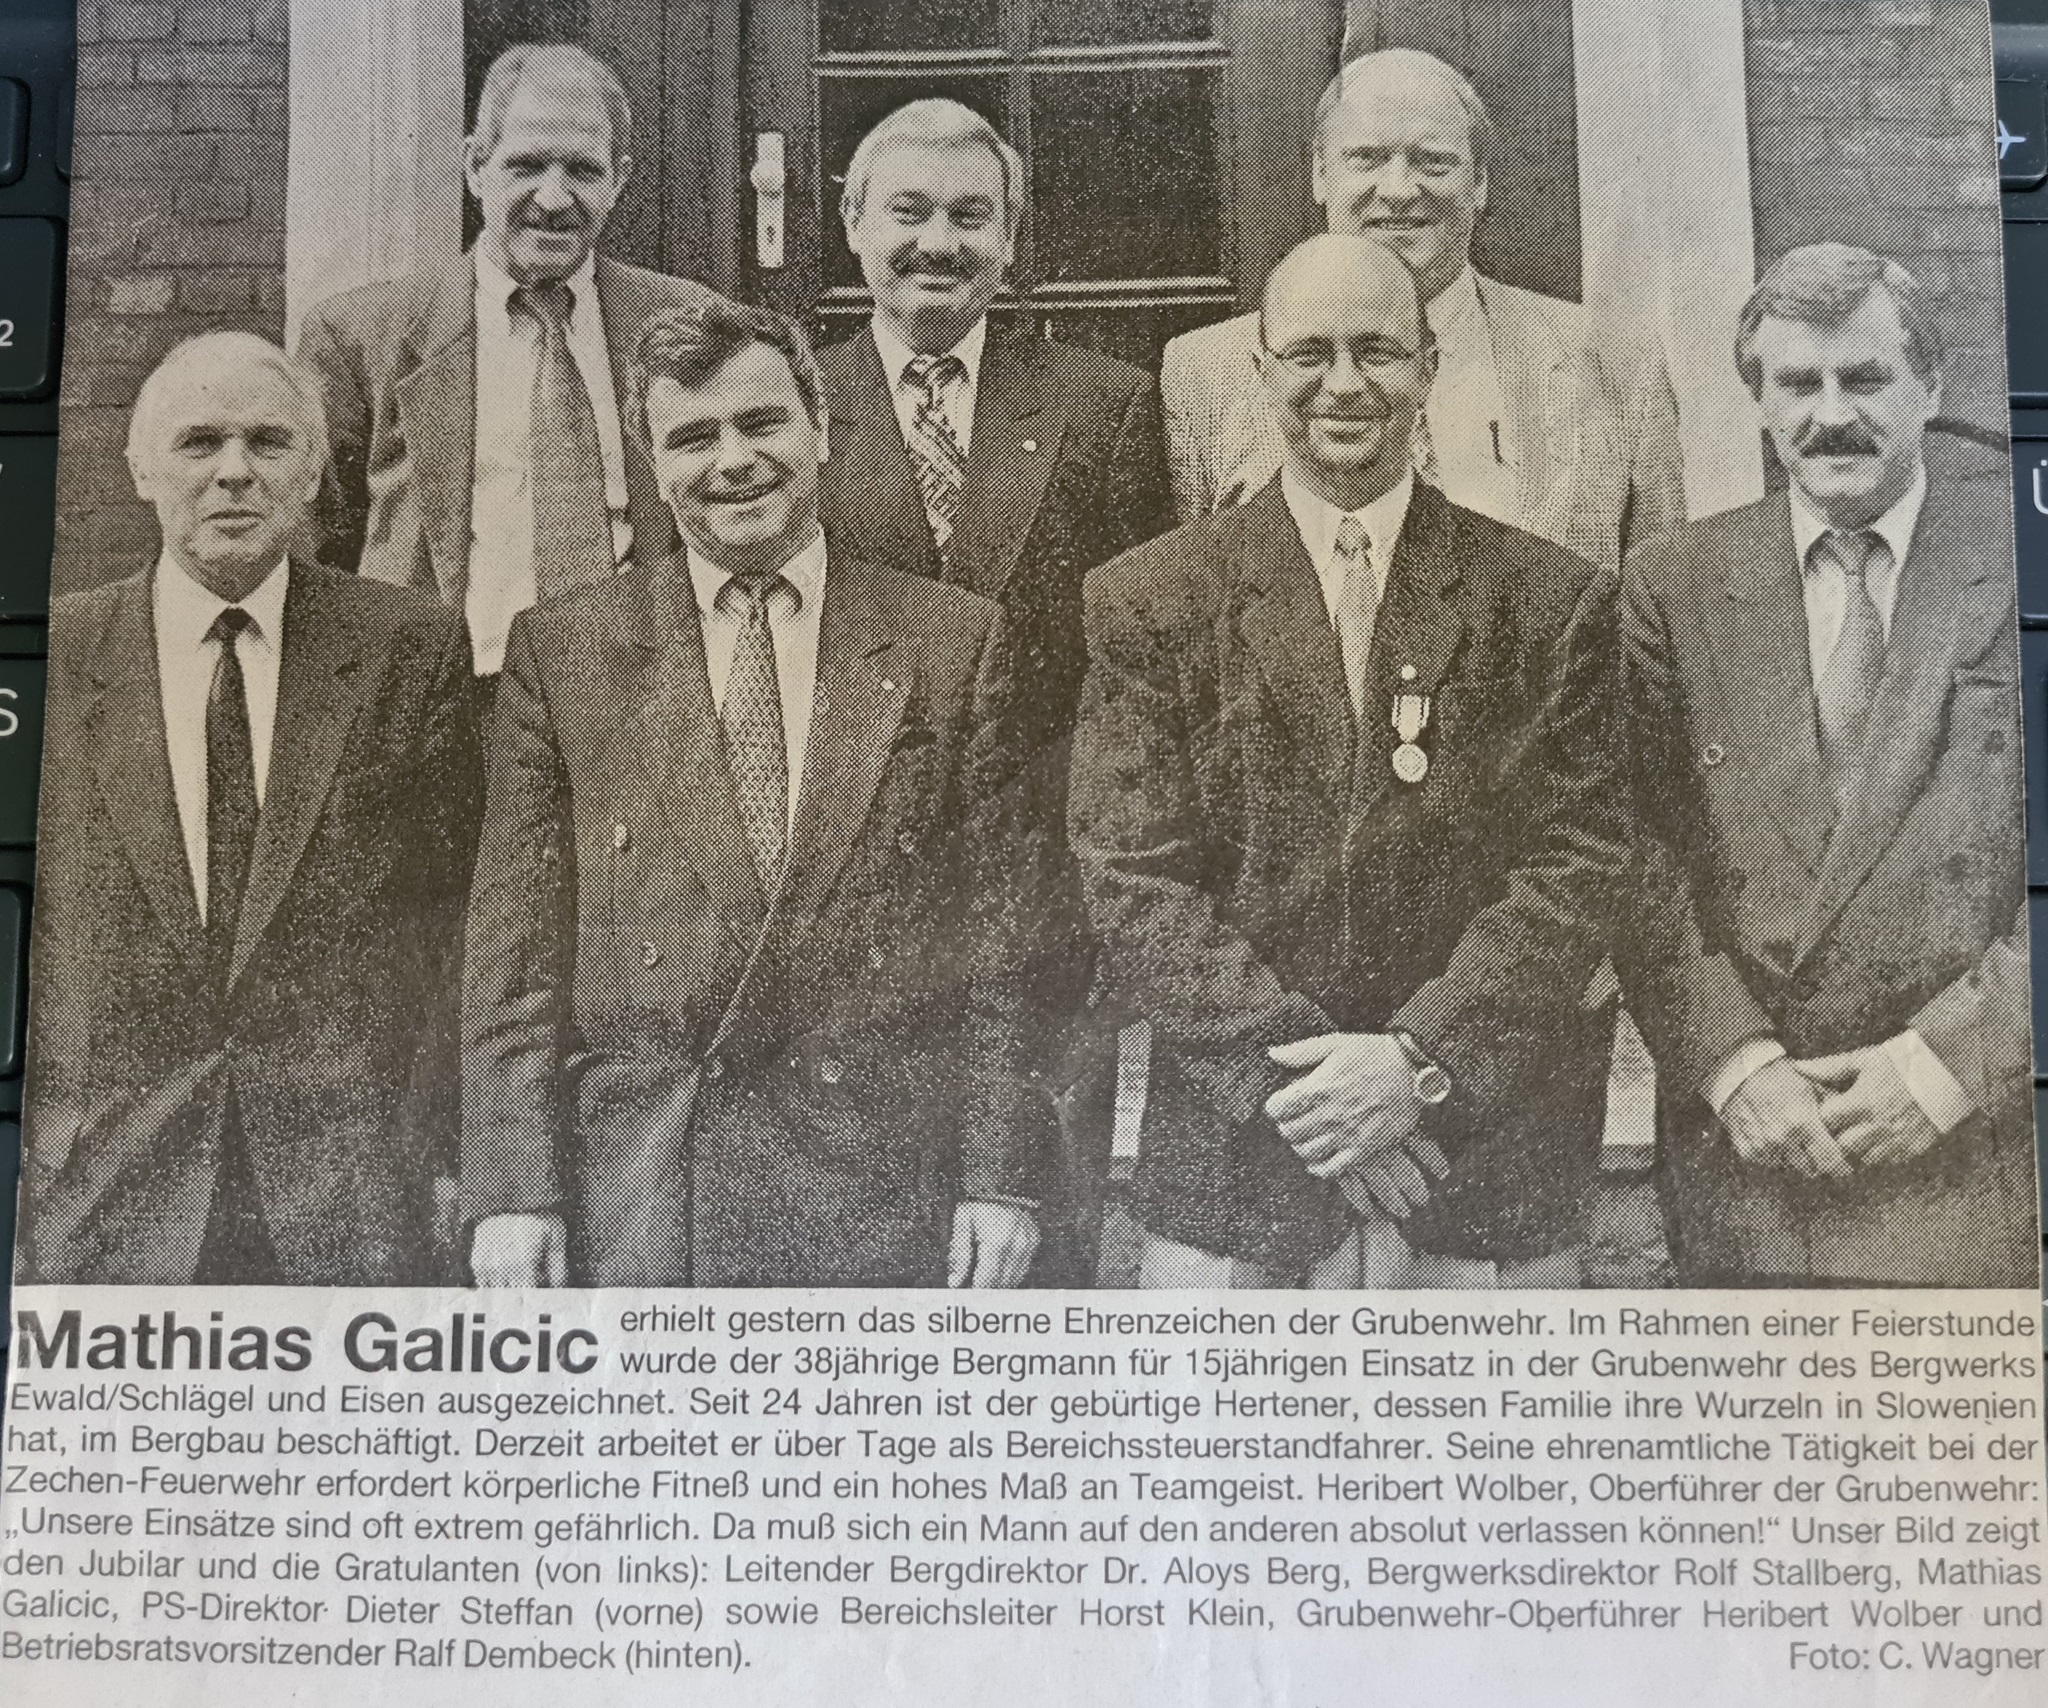 Mathias Galicic erhielt gestern das silberne Ehrenzeichen der Grubenwehr. Im Rahmen einer Feierstunde
wurde der 38jährige Bergmann für 15jährigen Einsatz in der Grubenwehr des Bergwerks
Ewald/Schlägel und Eisen ausgezeichnet. Seit 24 Jahren ist der gebürtige Hertener, dessen Familie ihre Wurzeln in Slowenien
hat, im Bergbau beschäftigt. Derzeit arbeitet er über Tage als Bereichssteuerstandfahrer. Seine ehrenamtliche Tätigkeit bei der
Zechen-Feuerwehr erfordert körperliche Fitneß und ein hohes Maß an Teamgeist. Heribert Wolber, Oberführer der Grubenwehr:
„Unsere Einsätze sind oft extrem gefährlich. Da muß sich ein Mann auf den anderen absolut verlassen können!“ Unser Bild zeigt
den Jubilar und die Gratulanten (von links): Leitender Bergdirektor Dr. Aloys Berg, Bergwerksdirektor Rolf Stallberg, Mathias
Galicic, PS-Direktor Dieter Steffan (vorne) sowie Bereichsleiter Horst Klein, Grubenwehr-Oberführer Heribert Wolber und
Betriebsratsvorsitzender Ralf Dembeck (hinten). Foto: C. Wagner
2
S
Ü